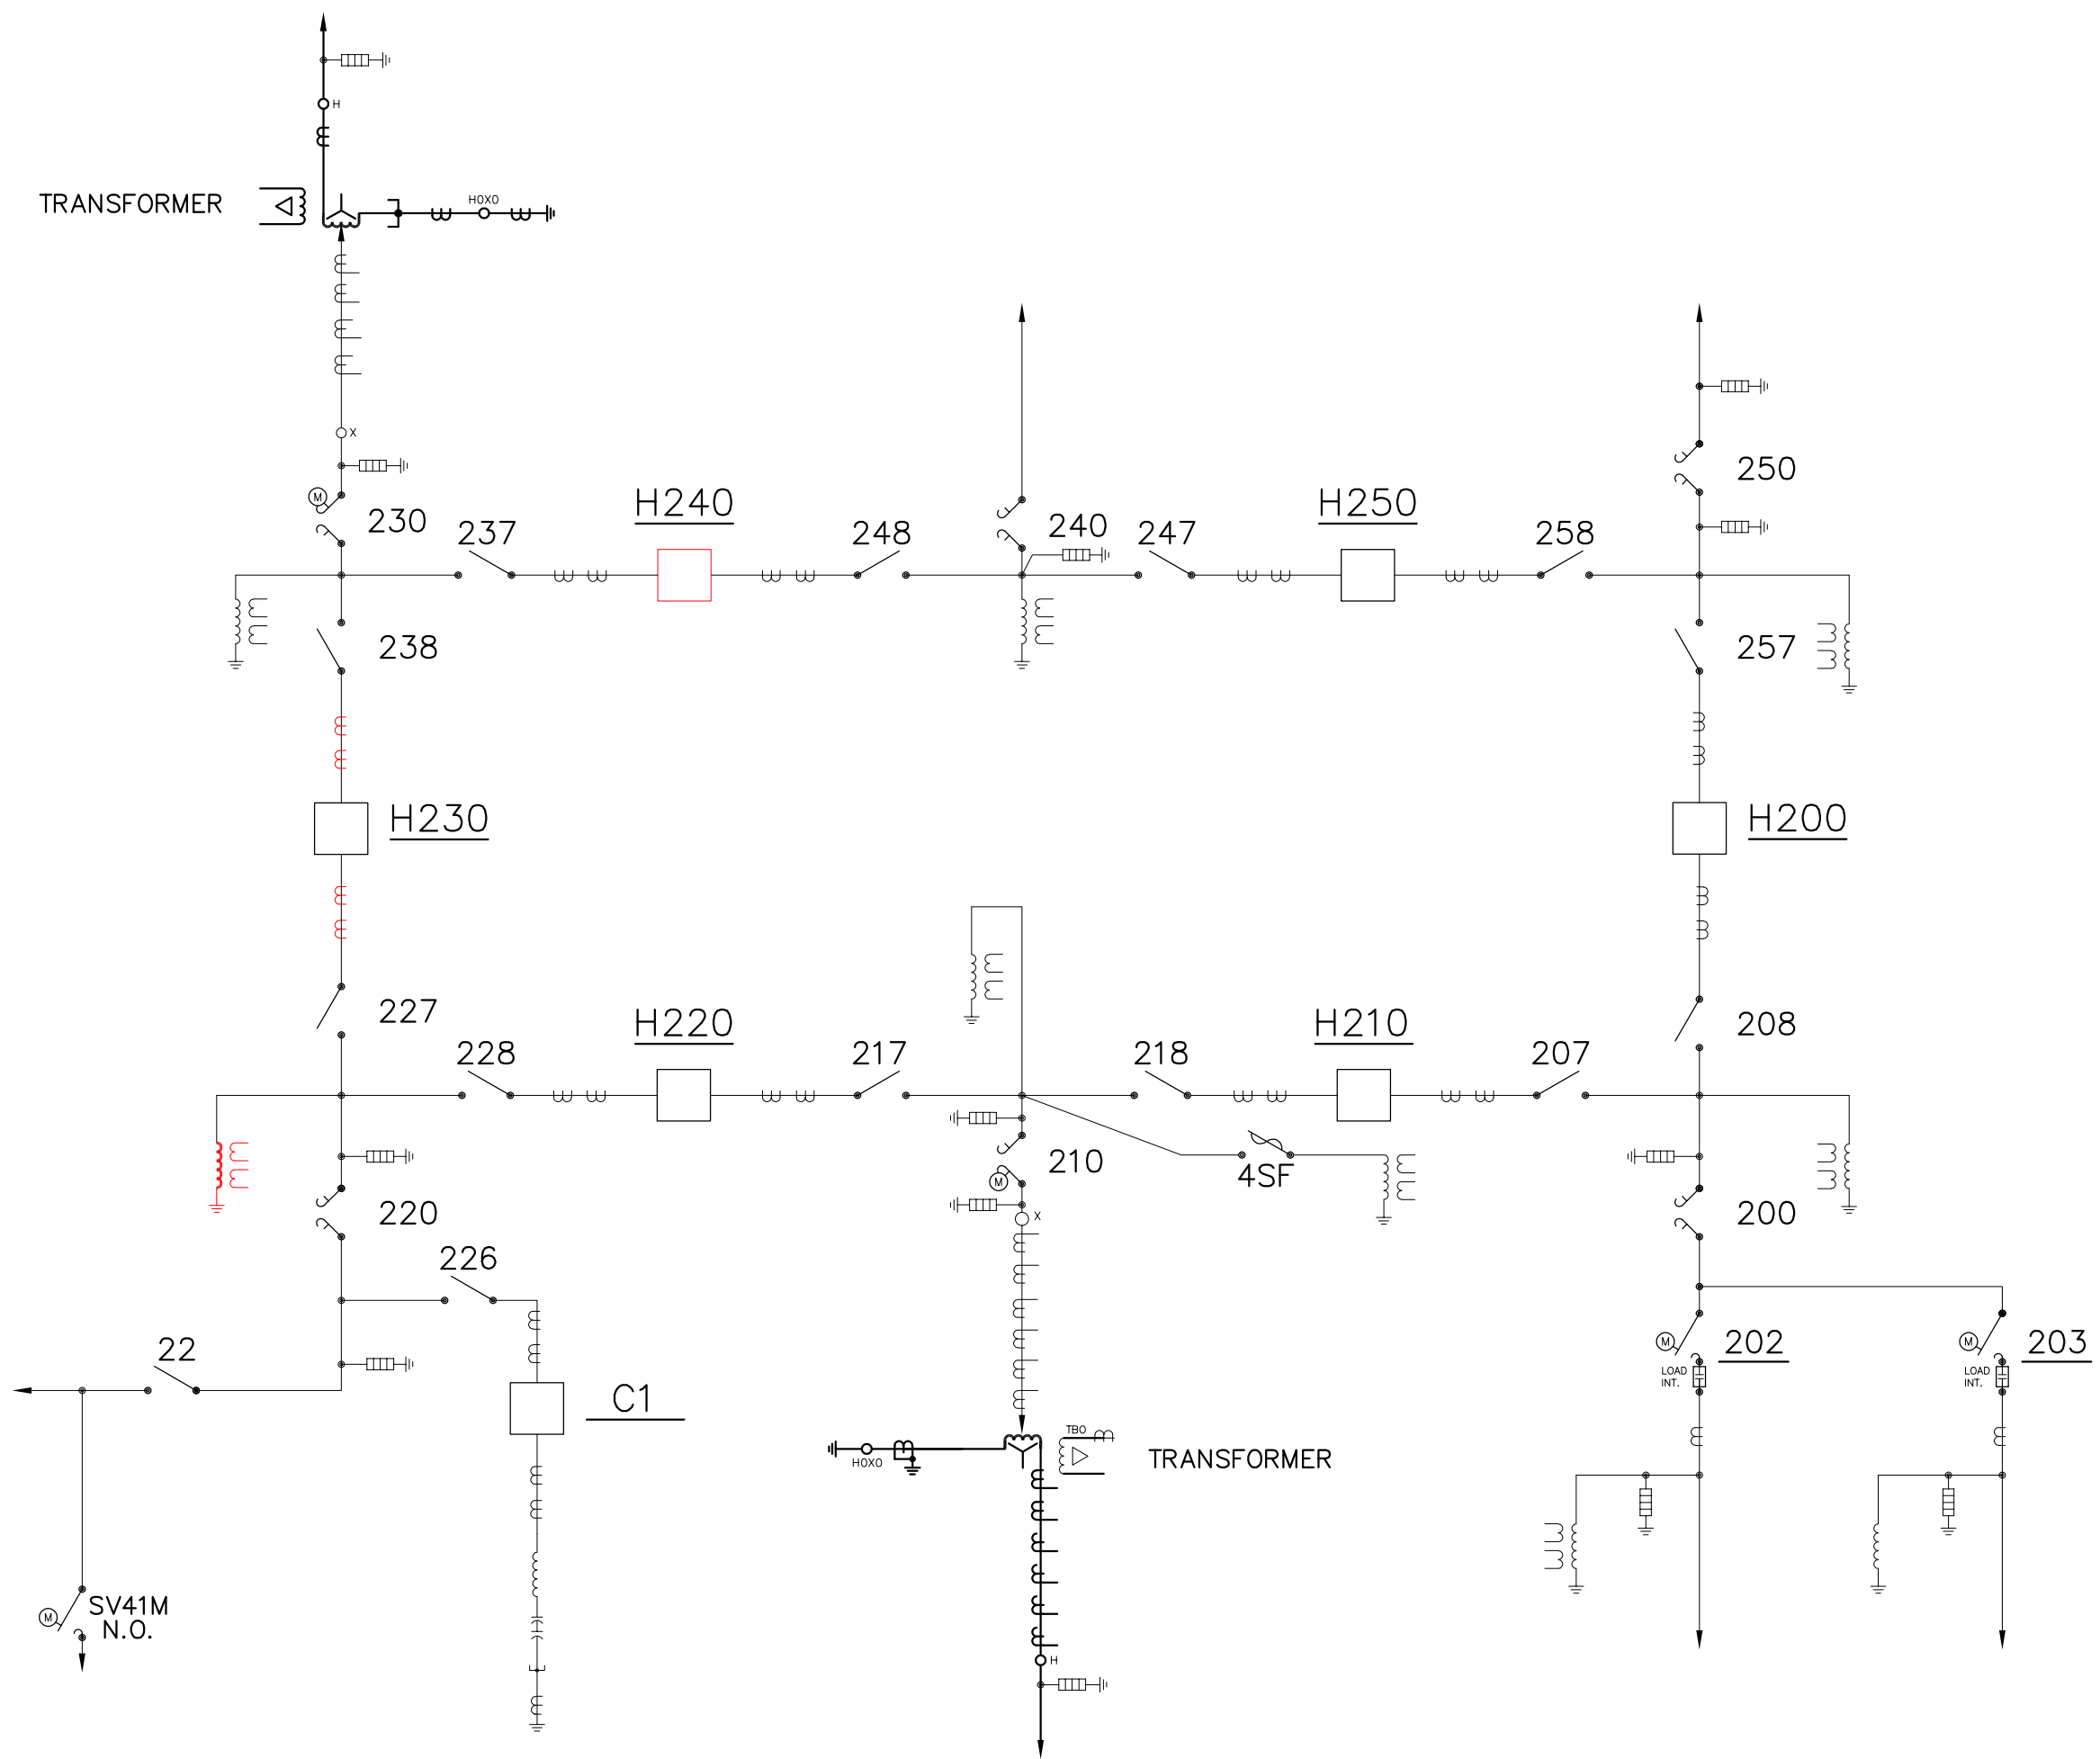 H
TRANSFORMER
H0X0
X
M
230
237
H240
248
240
247
H250
258
250
238
257
H230
H200
227
228
H220
217
218
H210
207
208
210
M
4SF
X
220
200
226
22
C1
M
202
LOAD
INT.
M
203
LOAD
INT.
TBO
H0X0
TRANSFORMER
M
SV41M
N.O.
H